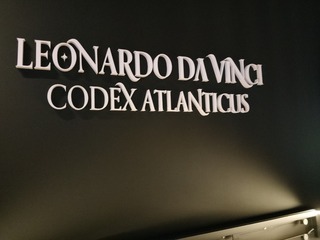 LEONARDO DA VINCI
CODEX ATLANTICUS